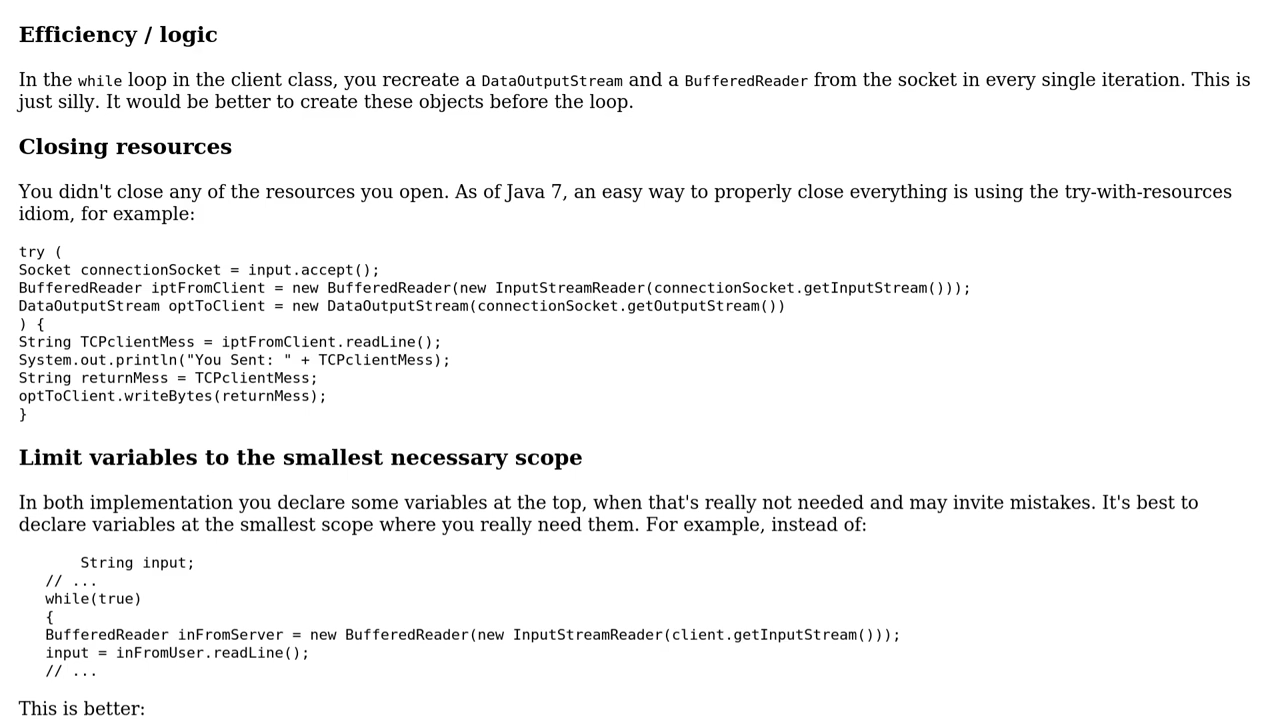 Efficiency / logic
In the while loop in the client class, you recreate a DataOutputStream and a BufferedReader from the socket in every single iteration. This is
just silly. It would be better to create these objects before the loop.
Closing resources
You didn't close any of the resources you open. As of Java 7, an easy way to properly close everything is using the try-with-resources
idiom, for example:
try (
Socket connectionSocket = input.accept();
BufferedReader iptFromClient = new BufferedReader(new InputStreamReader(connectionSocket.getInputStream()));
DataOutputStream optToClient = new DataOutputStream(connectionSocket.getOutputStream())
) {
String TCPclientMess = iptFromClient.readLine();
System.out.println("You Sent: " + TCPclientMess);
String returnMess = TCPclientMess;
optToClient.writeBytes(returnMess);
}
Limit variables to the smallest necessary scope
In both implementation you declare some variables at the top, when that's really not needed and may invite mistakes. It's best to
declare variables at the smallest scope where you really need them. For example, instead of:
String input;
// ...
while(true)
{
BufferedReader inFromServer = new BufferedReader(new InputStreamReader(client.getInputStream()));
input = inFromUser.readLine();
// ...
This is better: